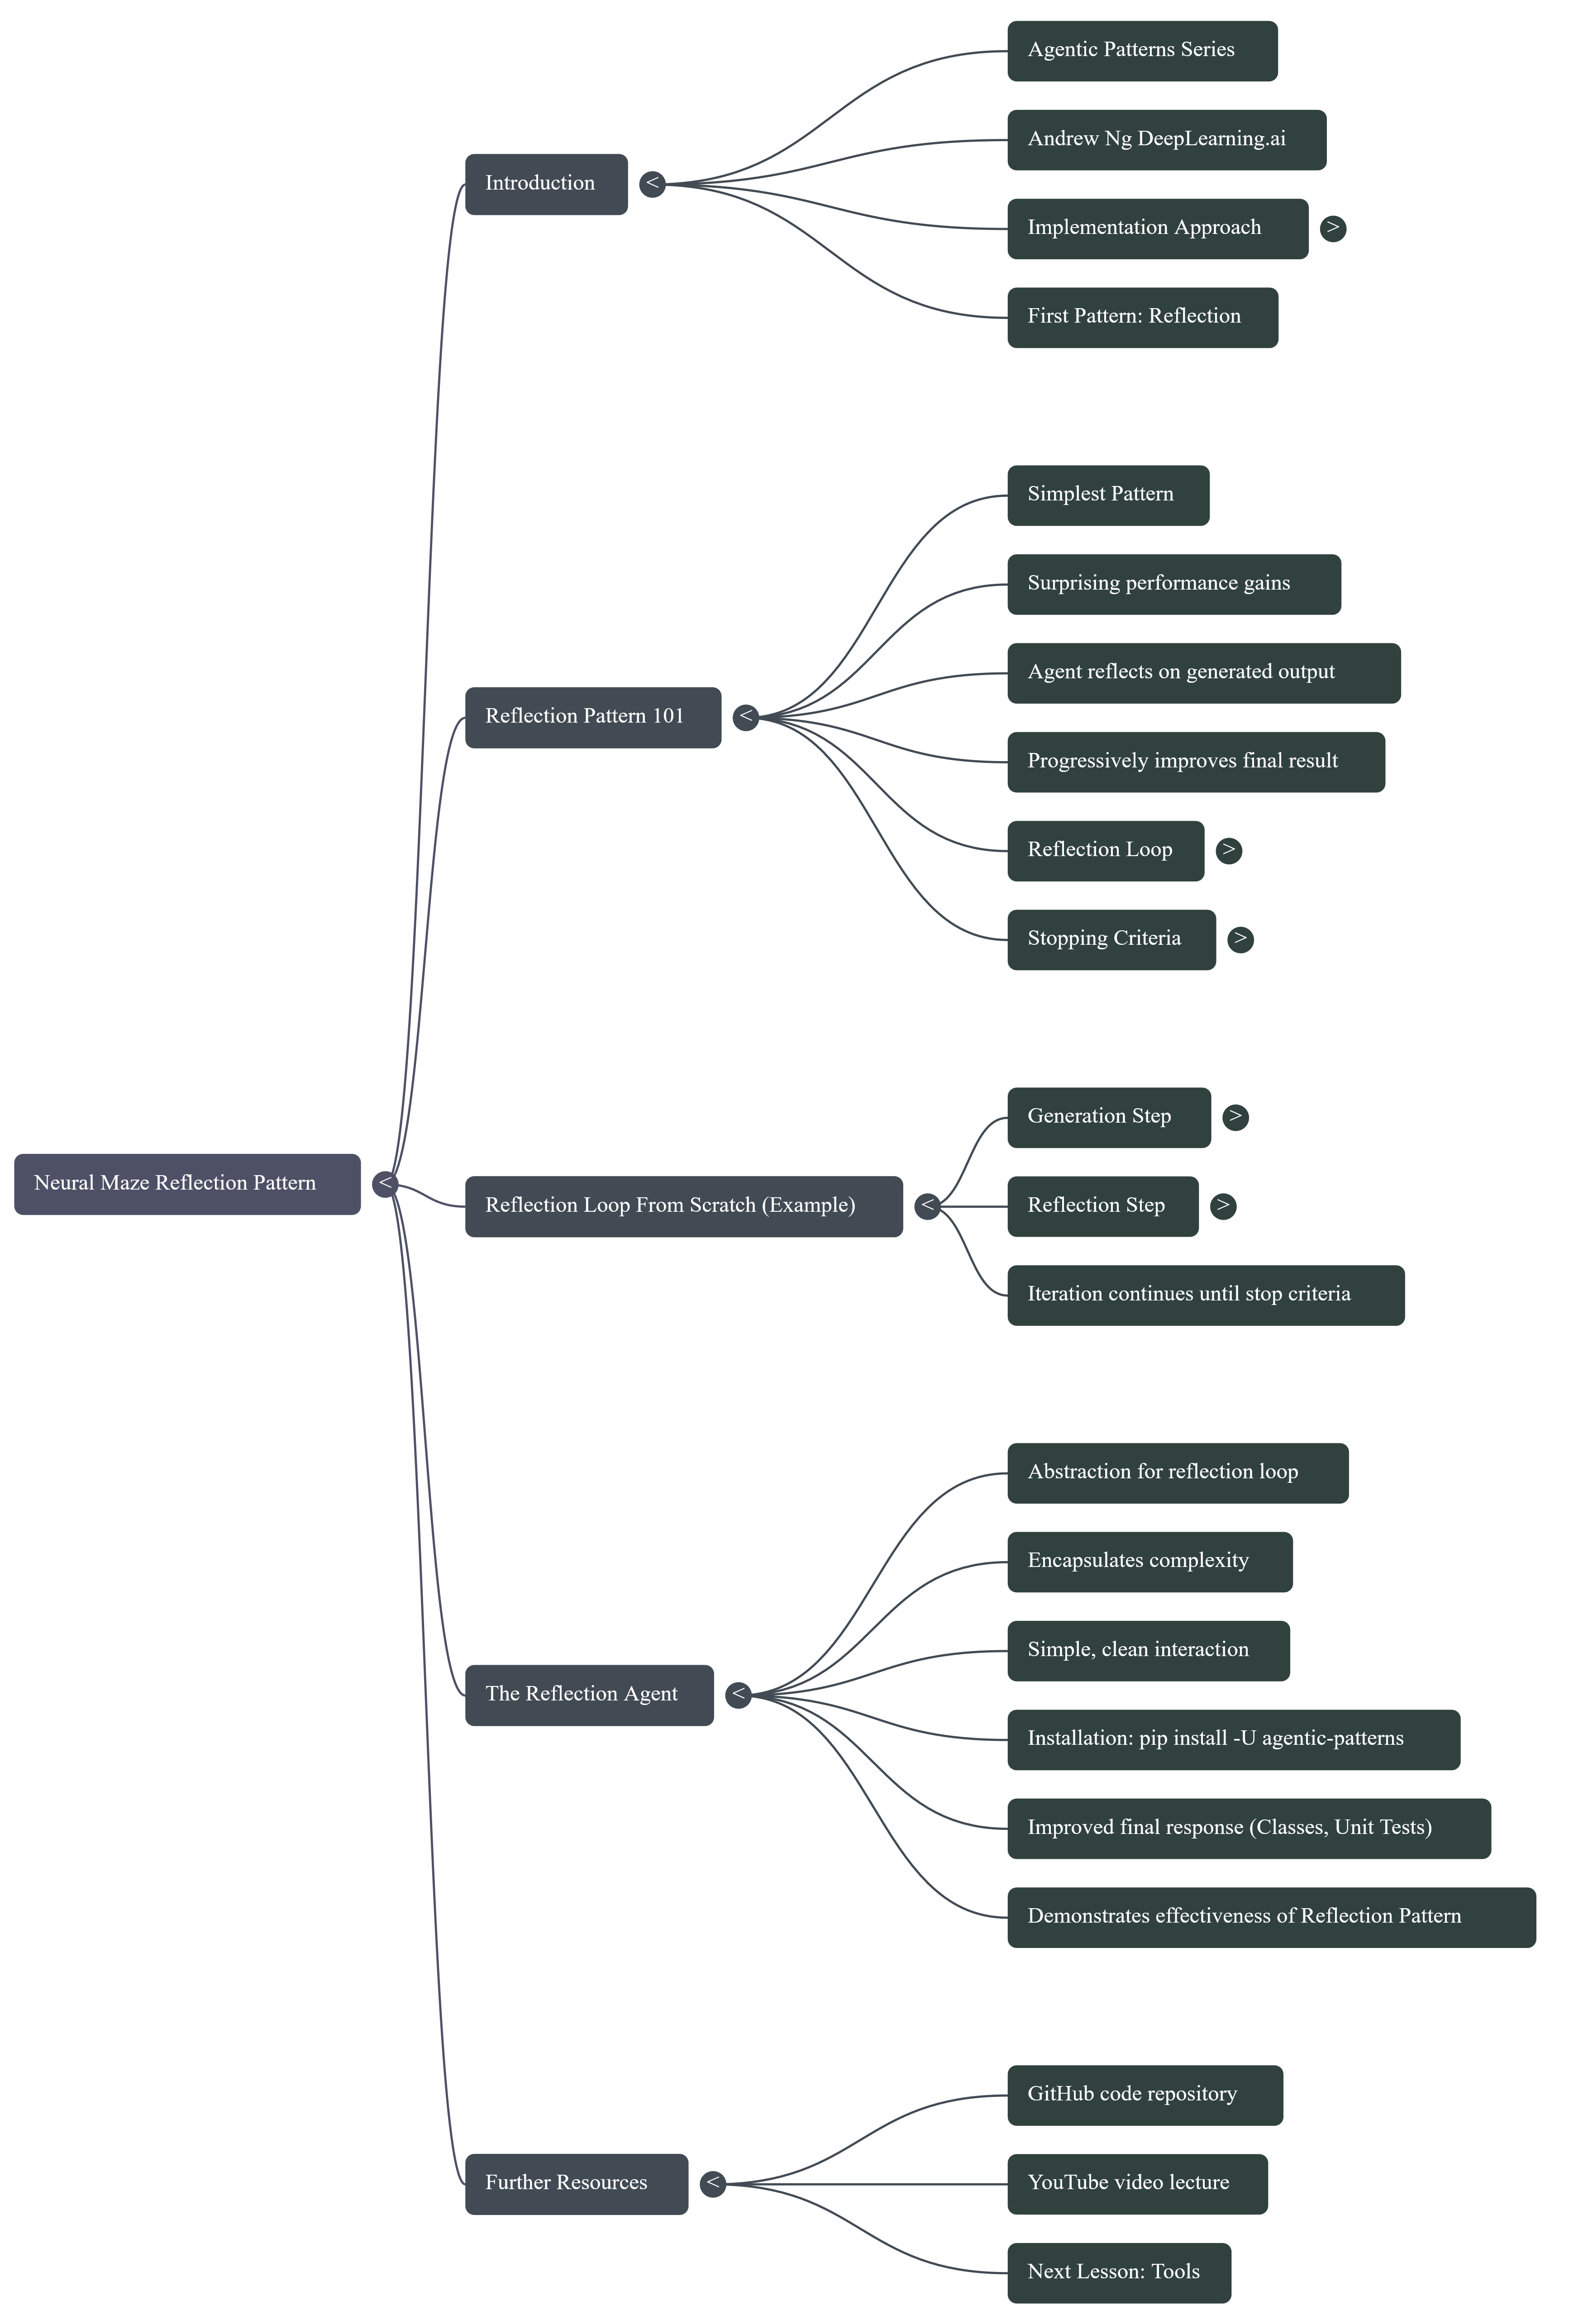 Neural Maze Reflection Pattern
<
Introduction
<
Agentic Patterns Series
Andrew Ng DeepLearning.ai
Implementation Approach
>
First Pattern: Reflection
Reflection Pattern 101
<
Simplest Pattern
Surprising performance gains
Agent reflects on generated output
Progressively improves final result
Reflection Loop
>
Stopping Criteria
>
Reflection Loop From Scratch (Example)
<
Generation Step
>
Reflection Step
>
Iteration continues until stop criteria
The Reflection Agent
<
Abstraction for reflection loop
Encapsulates complexity
Simple, clean interaction
Installation: pip install -U agentic-patterns
Improved final response (Classes, Unit Tests)
Demonstrates effectiveness of Reflection Pattern
Further Resources
<
GitHub code repository
YouTube video lecture
Next Lesson: Tools